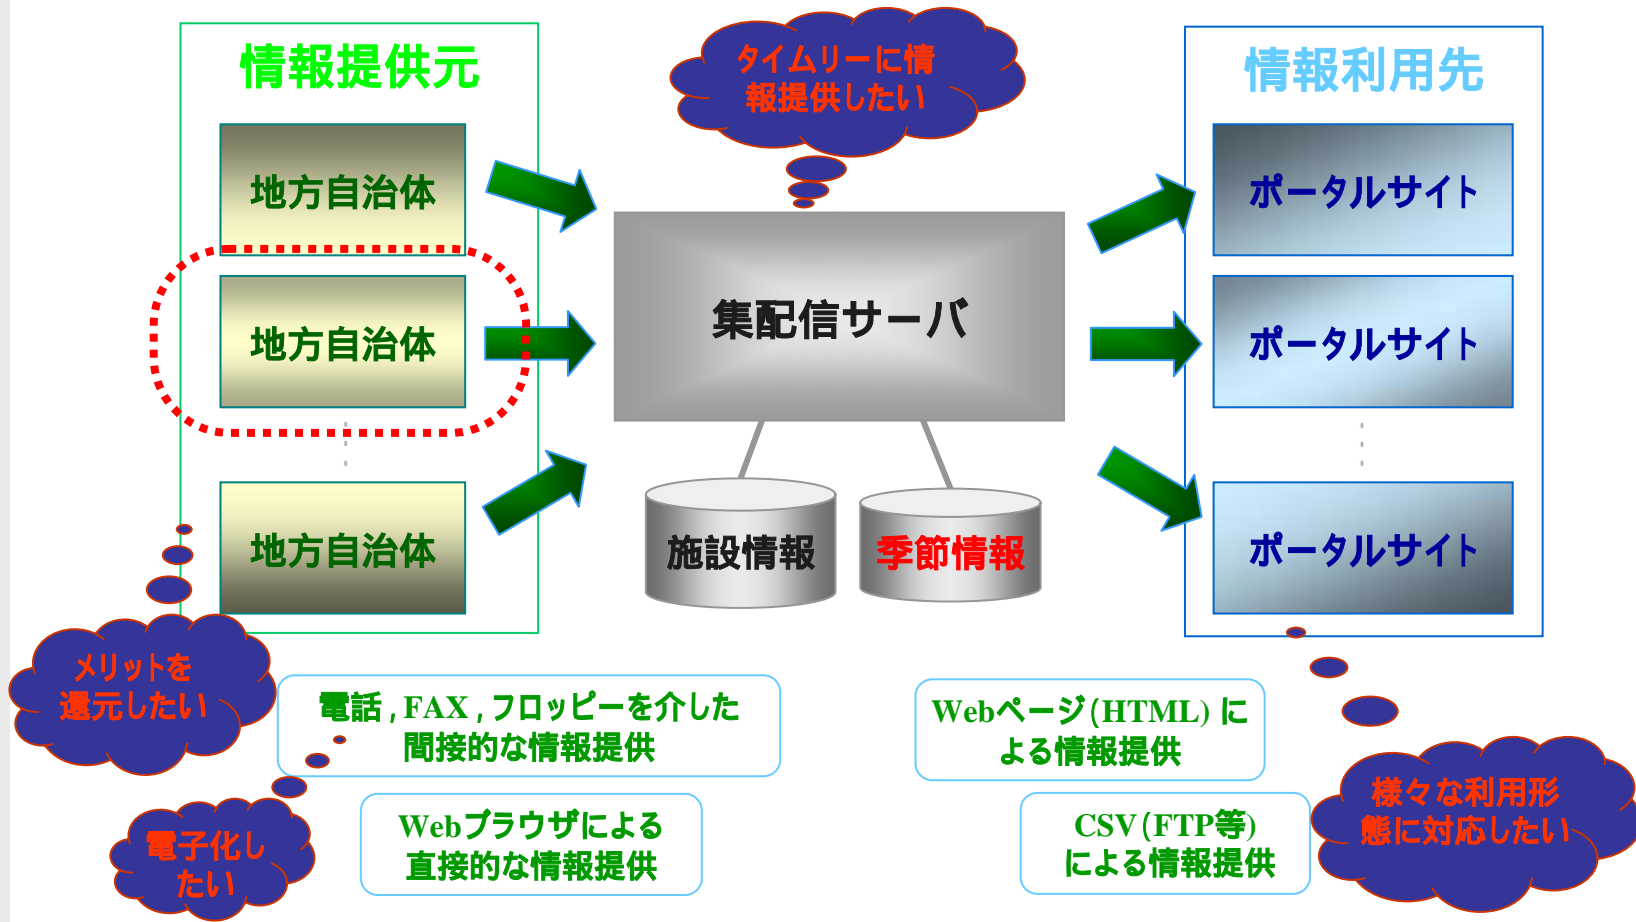 情報提供元
タイムリーに情
報提供したい
情報利用先
地方自治体
ポータルサイト
地方自治体
集配信サーバ
ポータルサイト
地方自治体
施設情報
季節情報
ポータルサイト
メリットを
還元したい
電話,FAX,フロッピーを介した
間接的な情報提供
Webページ(HTML)に
よる情報提供
電子化し
たい
Webブラウザによる
直接的な情報提供
CSV(FTP等)
による情報提供
様々な利用形
態に対応したい